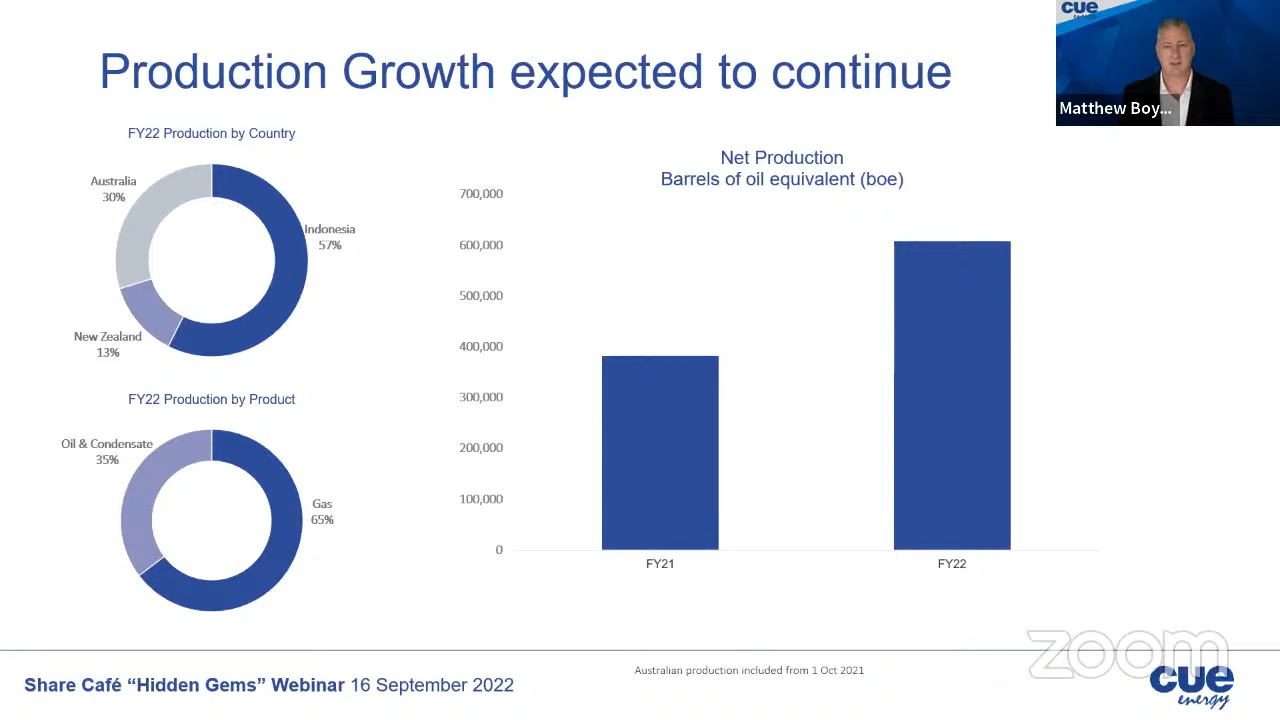 cue
energy
Matthew Boy...
Production Growth expected to continue
FY22 Production by Country
Australia
30%
Indonesia
57%
New Zealand
13%
FY22 Production by Product
Oil & Condensate
35%
Gas
65%
Net Production
Barrels of oil equivalent (boe)
700,000
600,000
500,000
400,000
300,000
200,000
100,000
0
FY21
FY22
Australian production included from 1 Oct 2021
Share Café “Hidden Gems” Webinar 16 September 2022
zoom
cue
energy